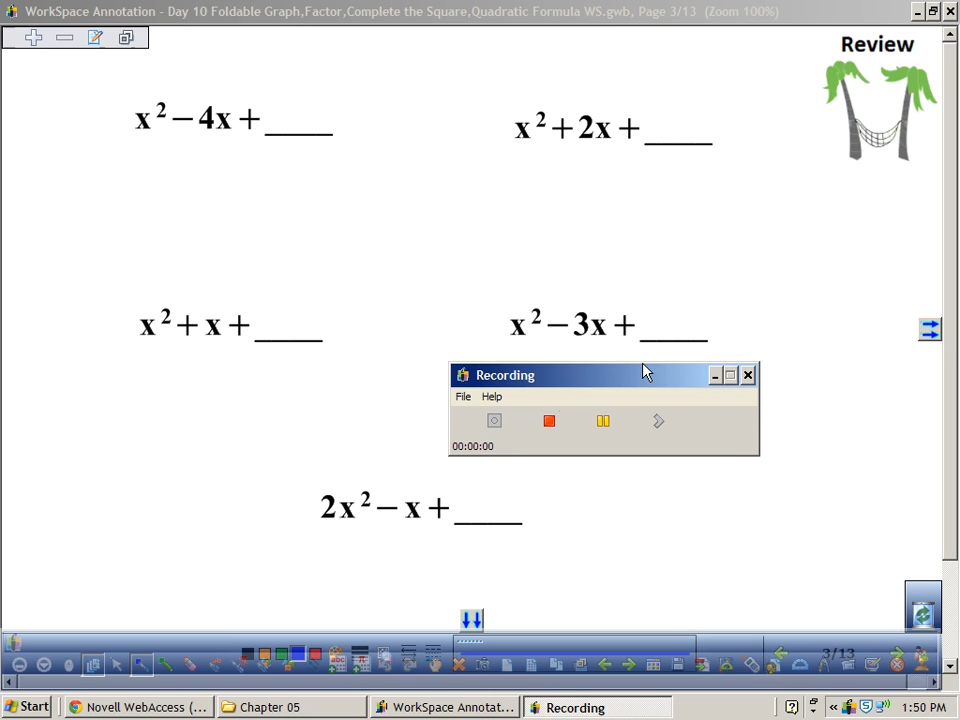 WorkSpace Annotation - Day 10 Foldable Graph,Factor,Complete the Square,Quadratic Formula WS.gwb, Page 3/13 (Zoom 100%)
Review
x² − 4x + ____
x² + 2x + ____
x² + x + ____
x² − 3x + ____
Recording
File Help
00:00:00
2x² − x + ____
3/13
Start
Novell WebAccess (...
Chapter 05
WorkSpace Annotat...
Recording
1:50 PM